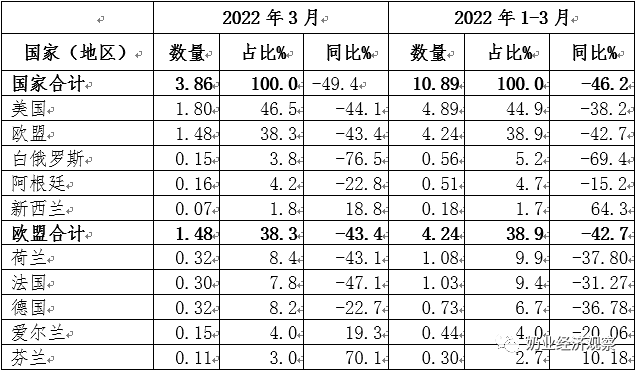 2022 年 3 月 2022 年 1-3 月
国家（地区） 数量 占比% 同比% 数量 占比% 同比%
国家合计 3.86 100.0 -49.4 10.89 100.0 -46.2
美国 1.80 46.5 -44.1 4.89 44.9 -38.2
欧盟 1.48 38.3 -43.4 4.24 38.9 -42.7
白俄罗斯 0.15 3.8 -76.5 0.56 5.2 -69.4
阿根廷 0.16 4.2 -22.8 0.51 4.7 -15.2
新西兰 0.07 1.8 18.8 0.18 1.7 64.3
欧盟合计 1.48 38.3 -43.4 4.24 38.9 -42.7
荷兰 0.32 8.4 -43.1 1.08 9.9 -37.80
法国 0.30 7.8 -47.1 1.03 9.4 -31.27
德国 0.32 8.2 -22.7 0.73 6.7 -36.78
爱尔兰 0.15 4.0 19.3 0.44 4.0 -20.06
奶业经济观察
芬兰 0.11 3.0 70.1 0.30 2.7 10.18